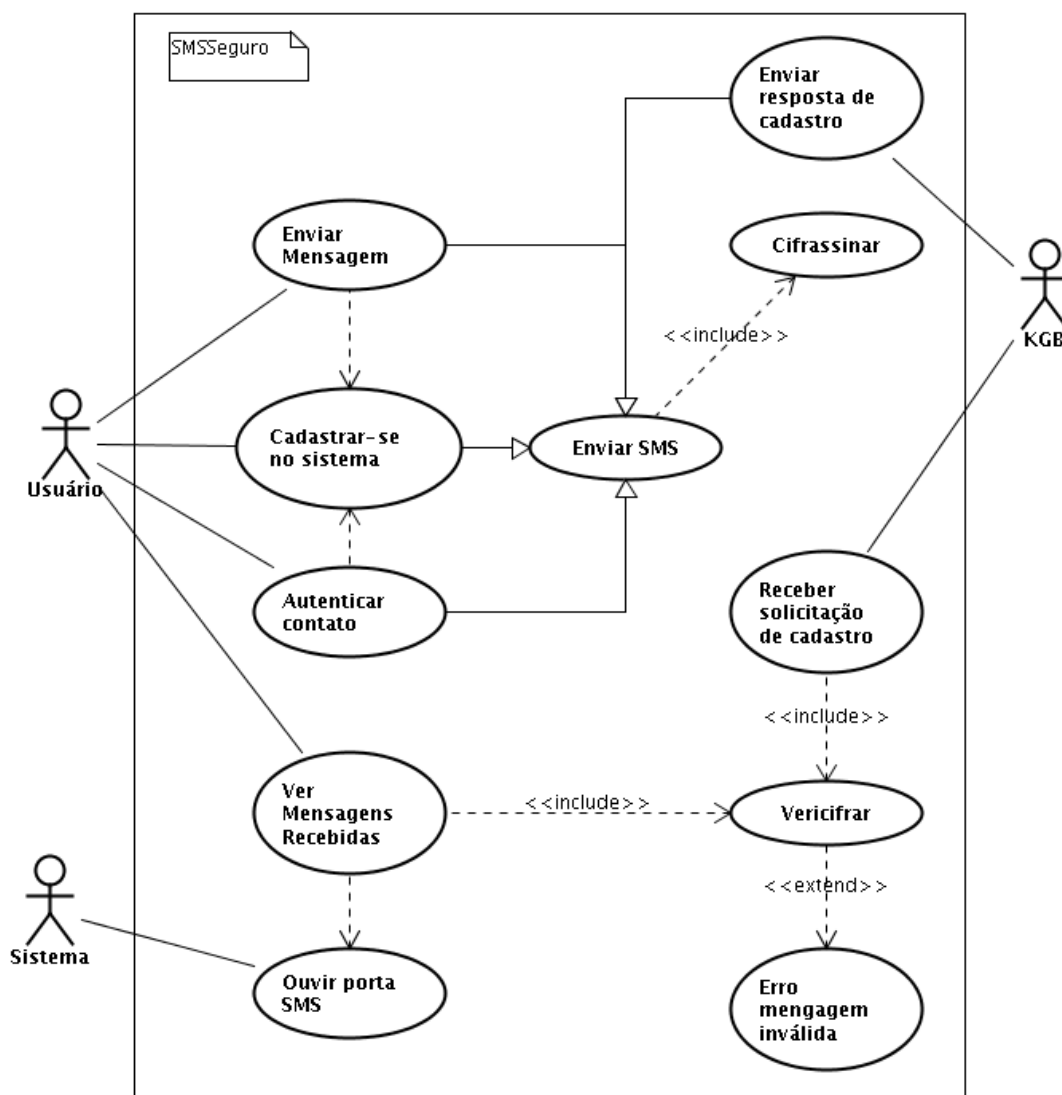 SMSSeguro
Enviar
resposta de
cadastro
Enviar
Mensagem
Cifrassinar
<<include>>
KGB
Cadastrar-se
no sistema
Enviar SMS
Usuário
Autenticar
contato
Receber
solicitação
de cadastro
<<include>>
Ver
Mensagens
Recebidas
<<include>>
Vericifrar
<<extend>>
Sistema
Ouvir porta
SMS
Erro
mengagem
inválida